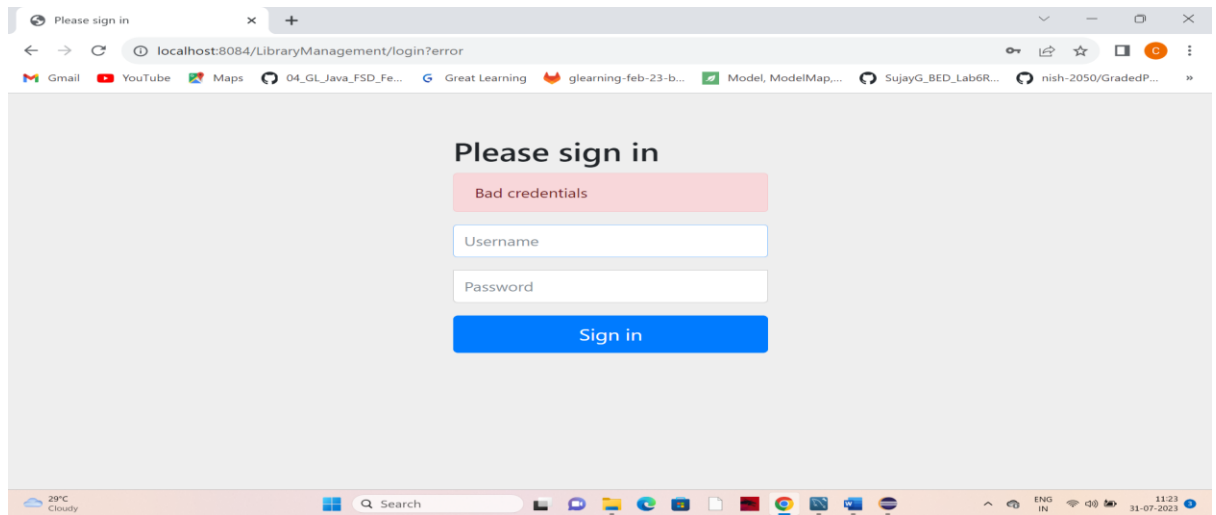 Please sign in
localhost:8084/LibraryManagement/login?error
C
Gmail YouTube Maps 04_GL_Java_FSD_Fe... G Great Learning glearning-feb-23-b... Model, ModelMap,... SujayG_BED_Lab6R... nish-2050/GradedP... »
Please sign in
Bad credentials
Username
Password
Sign in
29°C
Cloudy
Search
ENG
IN
11:23
31-07-2023
3